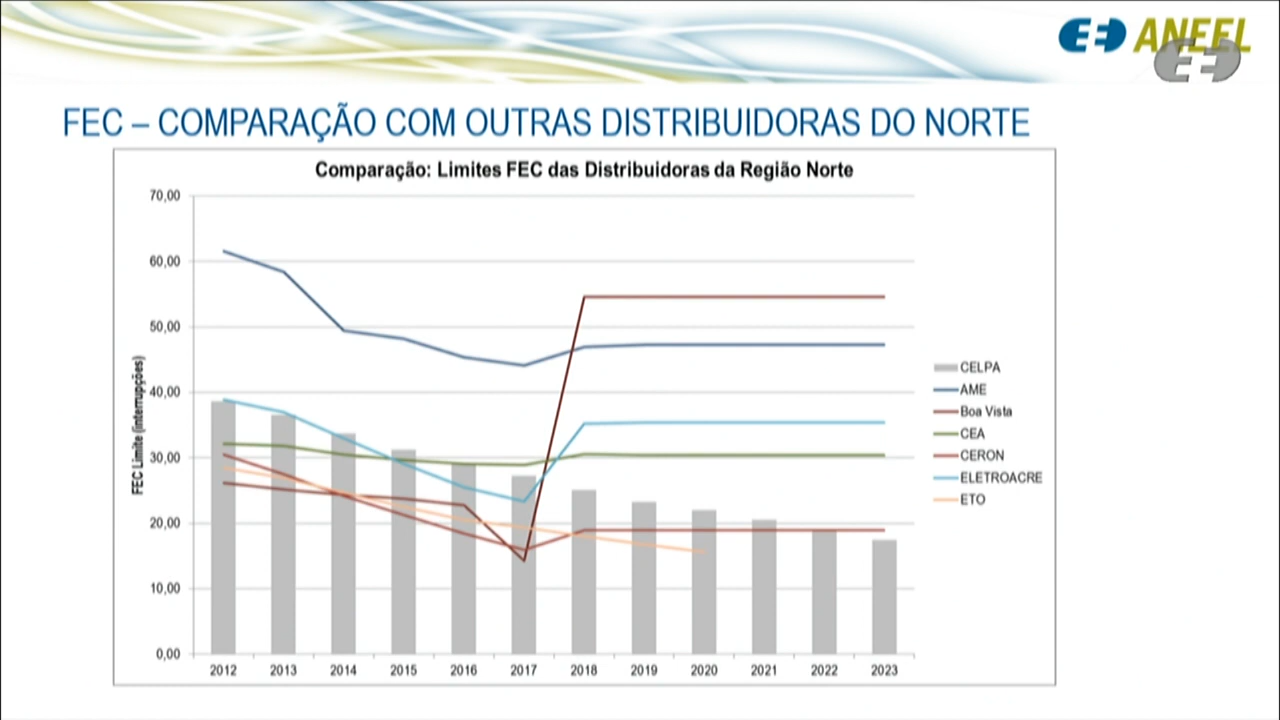 ANEEL
FEC – COMPARAÇÃO COM OUTRAS DISTRIBUIDORAS DO NORTE
Comparação: Limites FEC das Distribuidoras da Região Norte
70,00
60,00
50,00
40,00
30,00
20,00
10,00
0,00
FEC Limite (interrupções)
2012 2013 2014 2015 2016 2017 2018 2019 2020 2021 2022 2023
CELPA
AME
Boa Vista
CEA
CERON
ELETROACRE
ETO